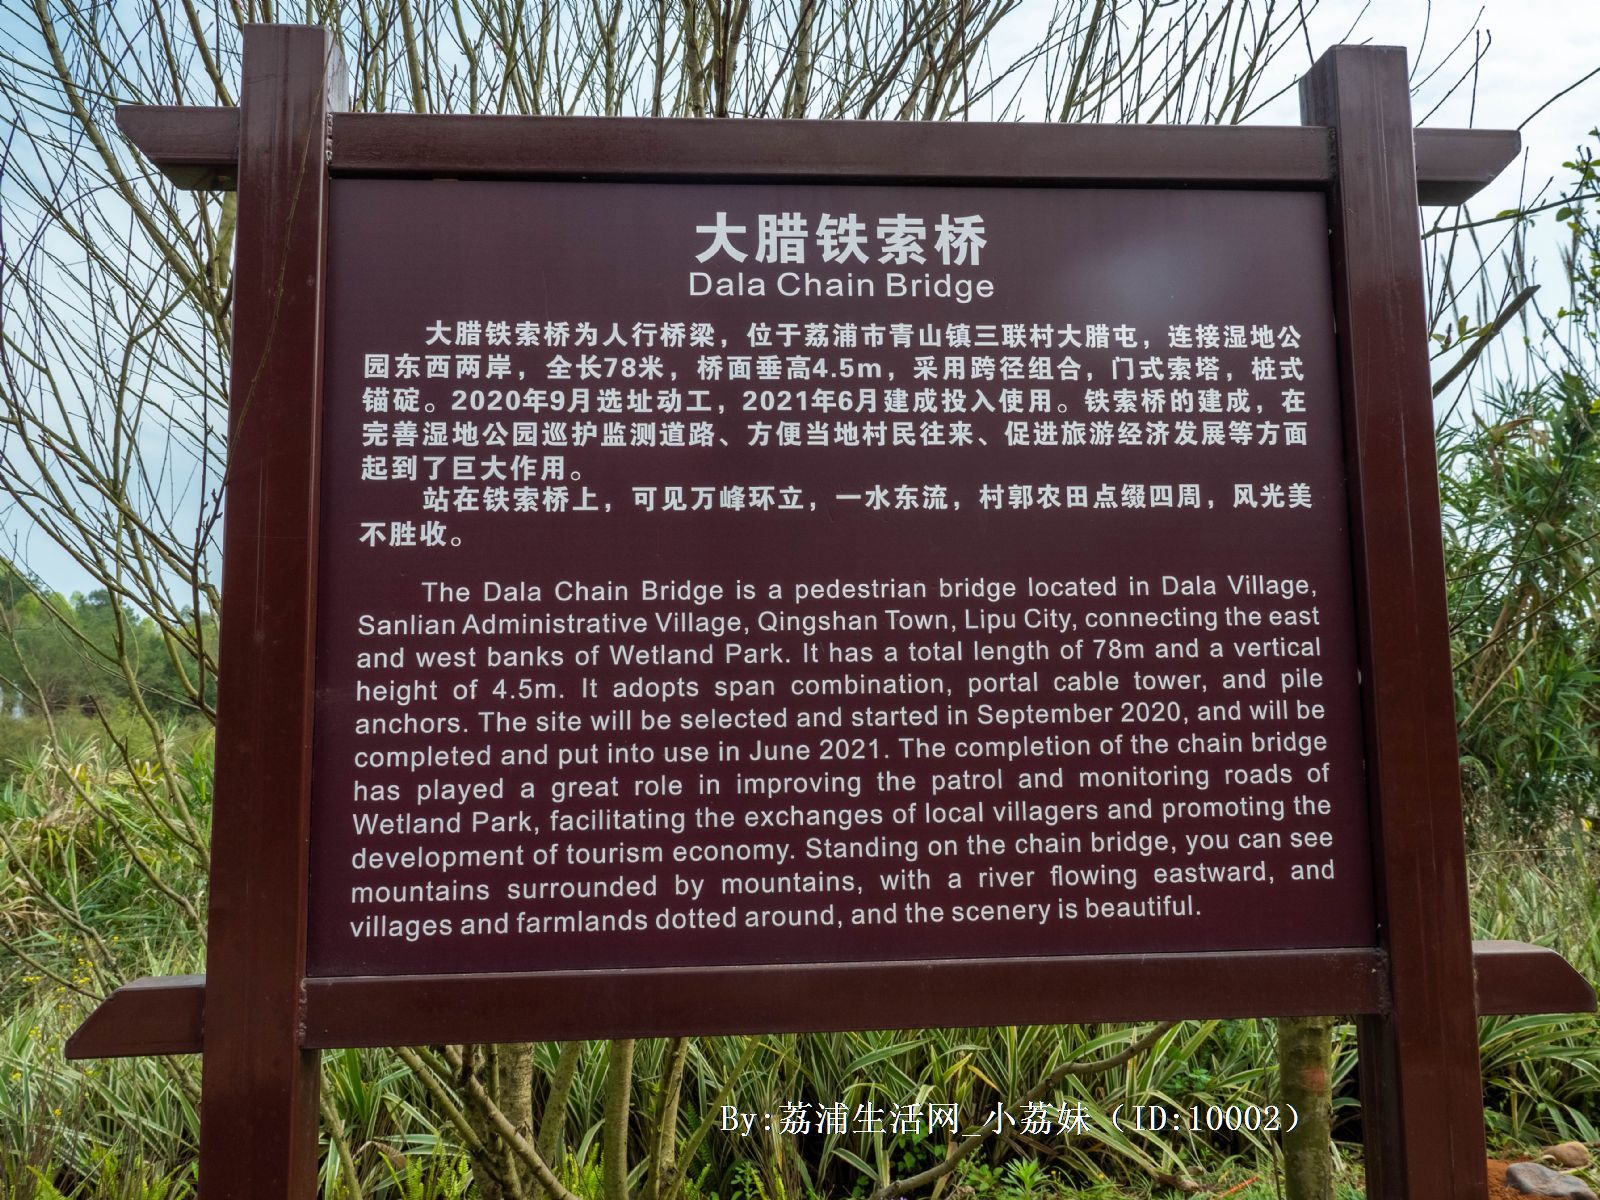 大腊铁索桥
Dala Chain Bridge
大腊铁索桥为人行桥梁，位于荔浦市青山镇三联村大腊屯，连接湿地公
园东西两岸，全长78米，桥面垂高4.5m，采用跨径组合，门式索塔，桩式
锚碇。2020年9月选址动工，2021年6月建成投入使用。铁索桥的建成，在
完善湿地公园巡护监测道路、方便当地村民往来、促进旅游经济发展等方面
起到了巨大作用。
站在铁索桥上，可见万峰环立，一水东流，村郭农田点缀四周，风光美
不胜收。
The Dala Chain Bridge is a pedestrian bridge located in Dala Village,
Sanlian Administrative Village, Qingshan Town, Lipu City, connecting the east
and west banks of Wetland Park. It has a total length of 78m and a vertical
height of 4.5m. It adopts span combination, portal cable tower, and pile
anchors. The site will be selected and started in September 2020, and will be
completed and put into use in June 2021. The completion of the chain bridge
has played a great role in improving the patrol and monitoring roads of
Wetland Park, facilitating the exchanges of local villagers and promoting the
development of tourism economy. Standing on the chain bridge, you can see
mountains surrounded by mountains, with a river flowing eastward, and
villages and farmlands dotted around, and the scenery is beautiful.
By:荔浦生活网_小荔妹（ID:10002）